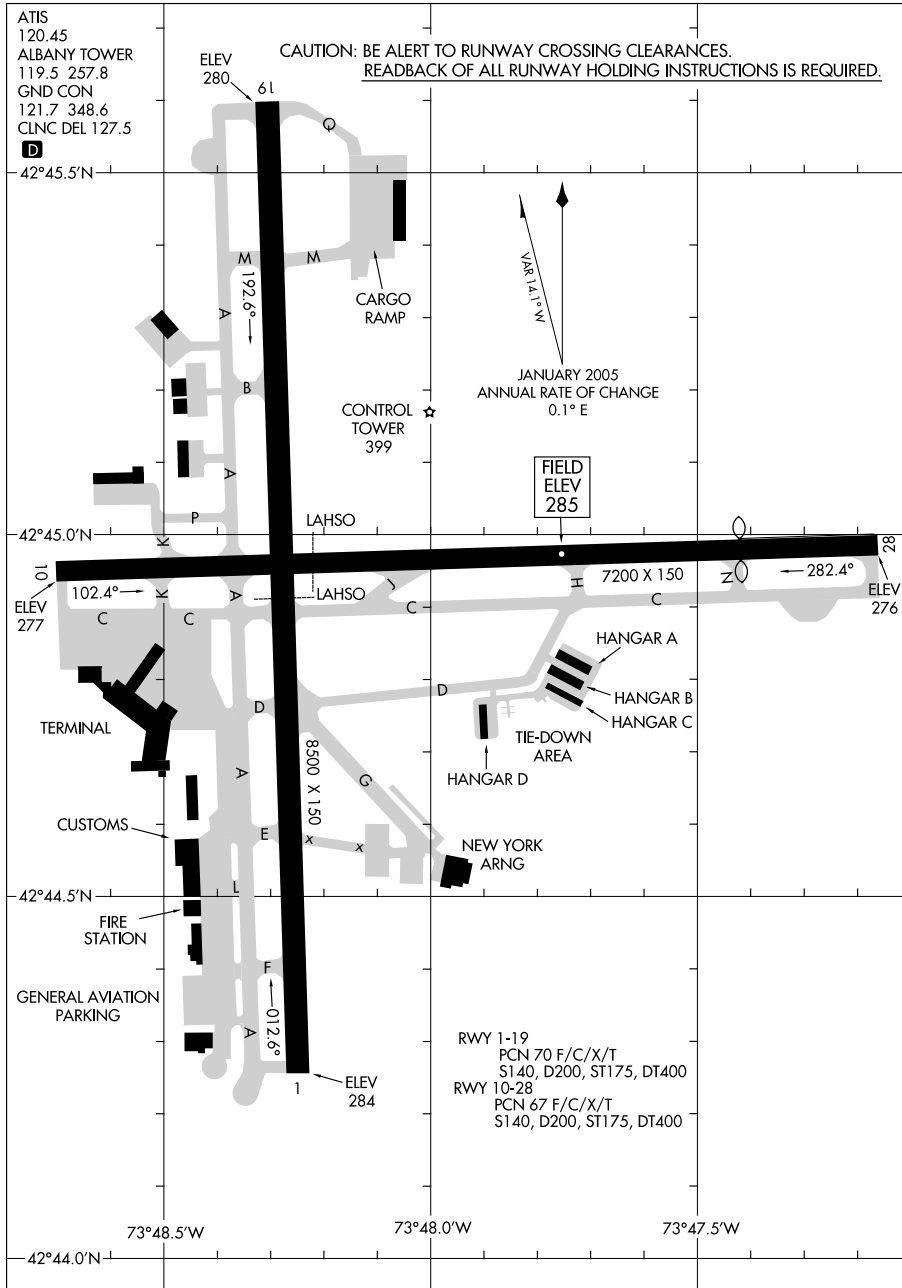 ATIS
120.45
ALBANY TOWER
119.5 257.8
GND CON
121.7 348.6
CLNC DEL 127.5
D
CAUTION: BE ALERT TO RUNWAY CROSSING CLEARANCES.
READBACK OF ALL RUNWAY HOLDING INSTRUCTIONS IS REQUIRED.
ELEV
280
19
Q
42°45.5'N
VAR 14.1° W
M
M
192.6°
A
CARGO
RAMP
JANUARY 2005
ANNUAL RATE OF CHANGE
0.1° E
B
CONTROL
TOWER
399
A
FIELD
ELEV
285
P
LAHSO
42°45.0'N
K
10
28
102.4°
K
A
LAHSO
J
H
7200 X 150
N
282.4°
ELEV
277
ELEV
276
C
C
C
C
HANGAR A
HANGAR B
HANGAR C
D
D
TERMINAL
TIE-DOWN
AREA
HANGAR D
A
8500 X 150
G
CUSTOMS
E
x
x
NEW YORK
ARNG
L
42°44.5'N
FIRE
STATION
F
GENERAL AVIATION
PARKING
A
012.6°
RWY 1-19
PCN 70 F/C/X/T
S140, D200, ST175, DT400
RWY 10-28
PCN 67 F/C/X/T
S140, D200, ST175, DT400
1
ELEV
284
73°48.5'W
73°48.0'W
73°47.5'W
42°44.0'N